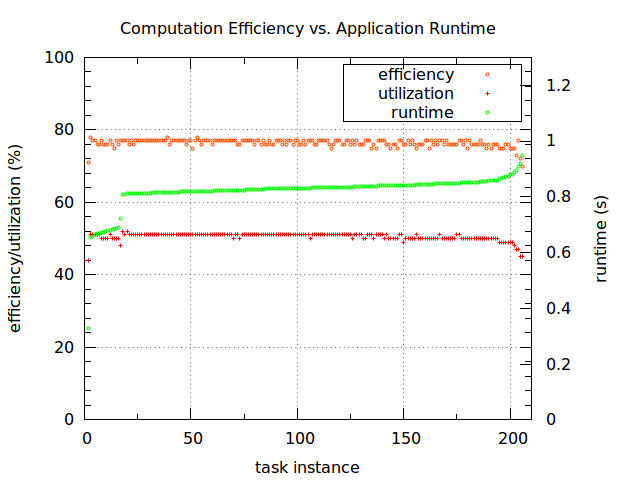 Computation Efficiency vs. Application Runtime
efficiency
utilization
runtime
efficiency/utilization (%)
100
80
60
40
20
0
1.2
1
0.8
0.6
0.4
0.2
0
runtime (s)
0 50 100 150 200
task instance